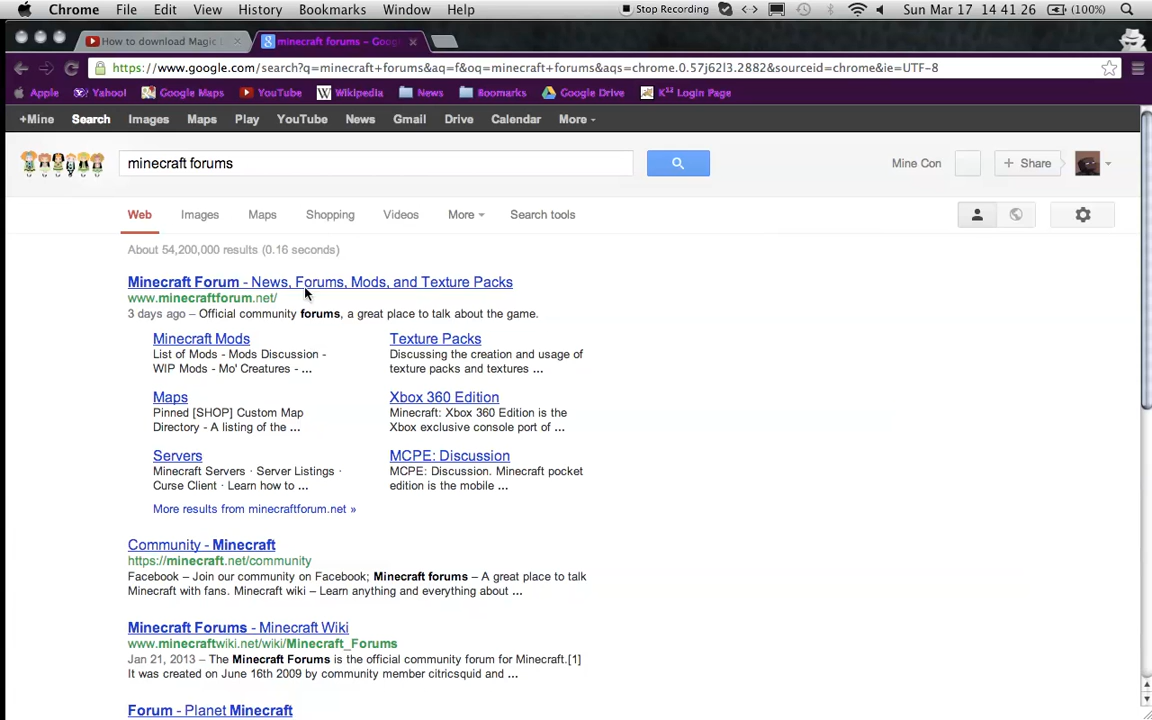 Chrome File Edit View History Bookmarks Window Help Stop Recording Sun Mar 17 14 41 26 (100%)
How to download Magic minecraft forums – Goog
https://www.google.com/search?q=minecraft+forums&aq=f&oq=minecraft+forums&aqs=chrome.0.57j62l3.2882&sourceid=chrome&ie=UTF-8
Apple Yahoo! Google Maps YouTube Wikipedia News Boomarks Google Drive K12 Login Page
+Mine Search Images Maps Play YouTube News Gmail Drive Calendar More
minecraft forums Mine Con + Share
Web Images Maps Shopping Videos More Search tools
About 54,200,000 results (0.16 seconds)
Minecraft Forum - News, Forums, Mods, and Texture Packs
www.minecraftforum.net/
3 days ago – Official community forums, a great place to talk about the game.
Minecraft Mods
List of Mods - Mods Discussion -
WIP Mods - Mo' Creatures - ...
Texture Packs
Discussing the creation and usage of
texture packs and textures ...
Maps
Pinned [SHOP] Custom Map
Directory - A listing of the ...
Xbox 360 Edition
Minecraft: Xbox 360 Edition is the
Xbox exclusive console port of ...
Servers
Minecraft Servers · Server Listings ·
Curse Client · Learn how to ...
MCPE: Discussion
MCPE: Discussion. Minecraft pocket
edition is the mobile ...
More results from minecraftforum.net »
Community - Minecraft
https://minecraft.net/community
Facebook – Join our community on Facebook; Minecraft forums – A great place to talk
Minecraft with fans. Minecraft wiki – Learn anything and everything about ...
Minecraft Forums - Minecraft Wiki
www.minecraftwiki.net/wiki/Minecraft_Forums
Jan 21, 2013 – The Minecraft Forums is the official community forum for Minecraft.[1]
It was created on June 16th 2009 by community member citricsquid and ...
Forum - Planet Minecraft